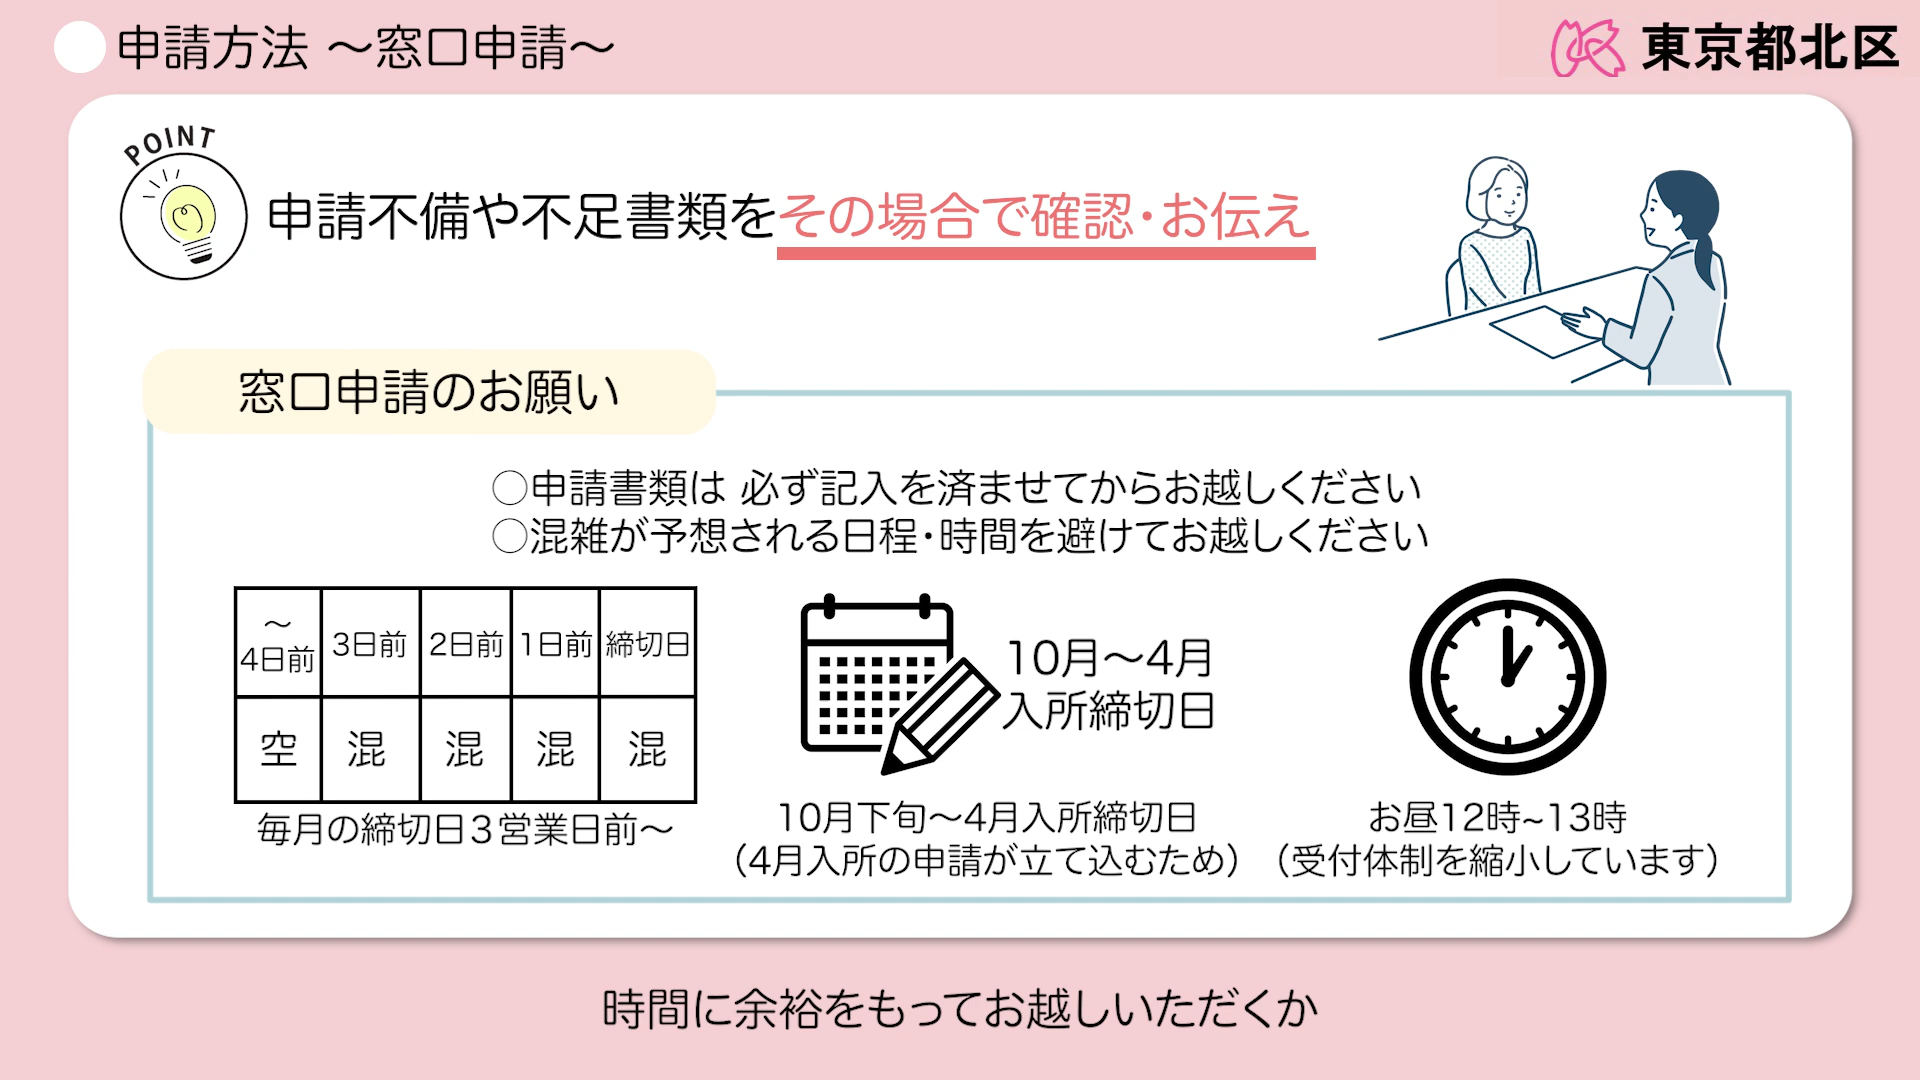 申請方法 ～窓口申請～
東京都北区
POINT
申請不備や不足書類をその場合で確認・お伝え
窓口申請のお願い
○申請書類は 必ず記入を済ませてからお越しください
○混雑が予想される日程・時間を避けてお越しください
～
4日前
3日前
2日前
1日前
締切日
空
混
混
混
混
毎月の締切日３営業日前～
10月～4月
入所締切日
10月下旬～4月入所締切日
（4月入所の申請が立て込むため）
お昼12時~13時
（受付体制を縮小しています）
時間に余裕をもってお越しいただくか